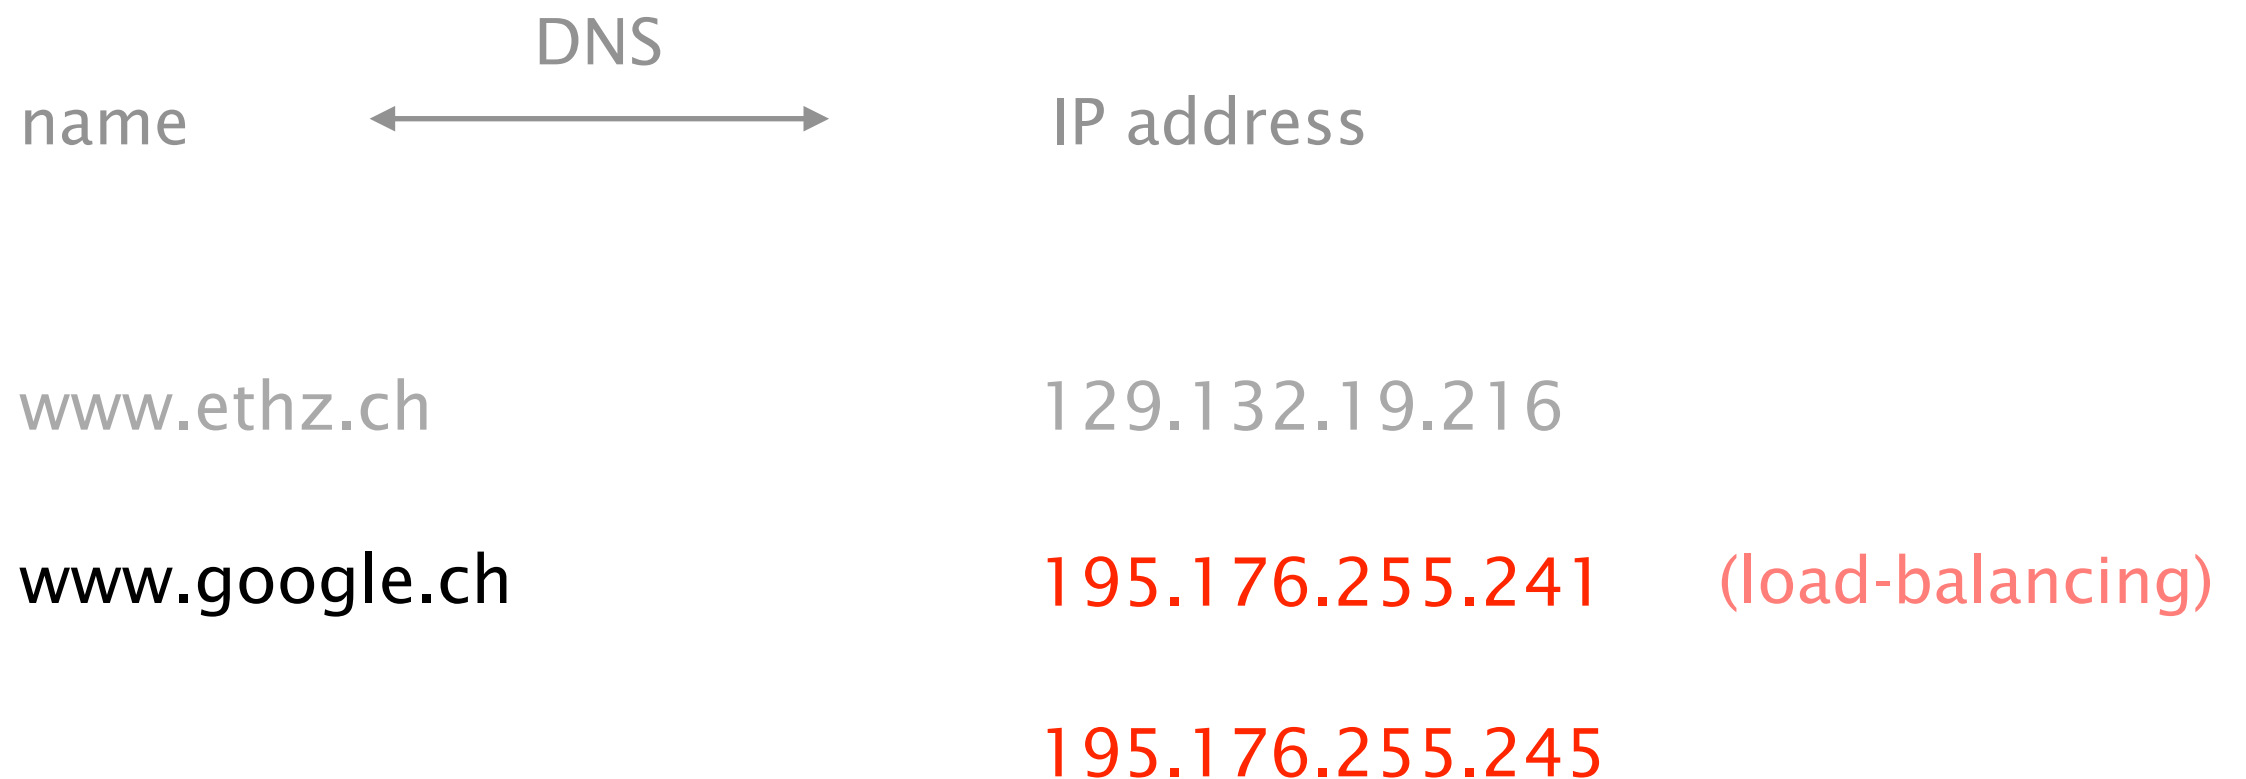 DNS
name IP address
www.ethz.ch 129.132.19.216
www.google.ch 195.176.255.241 (load-balancing)
195.176.255.245